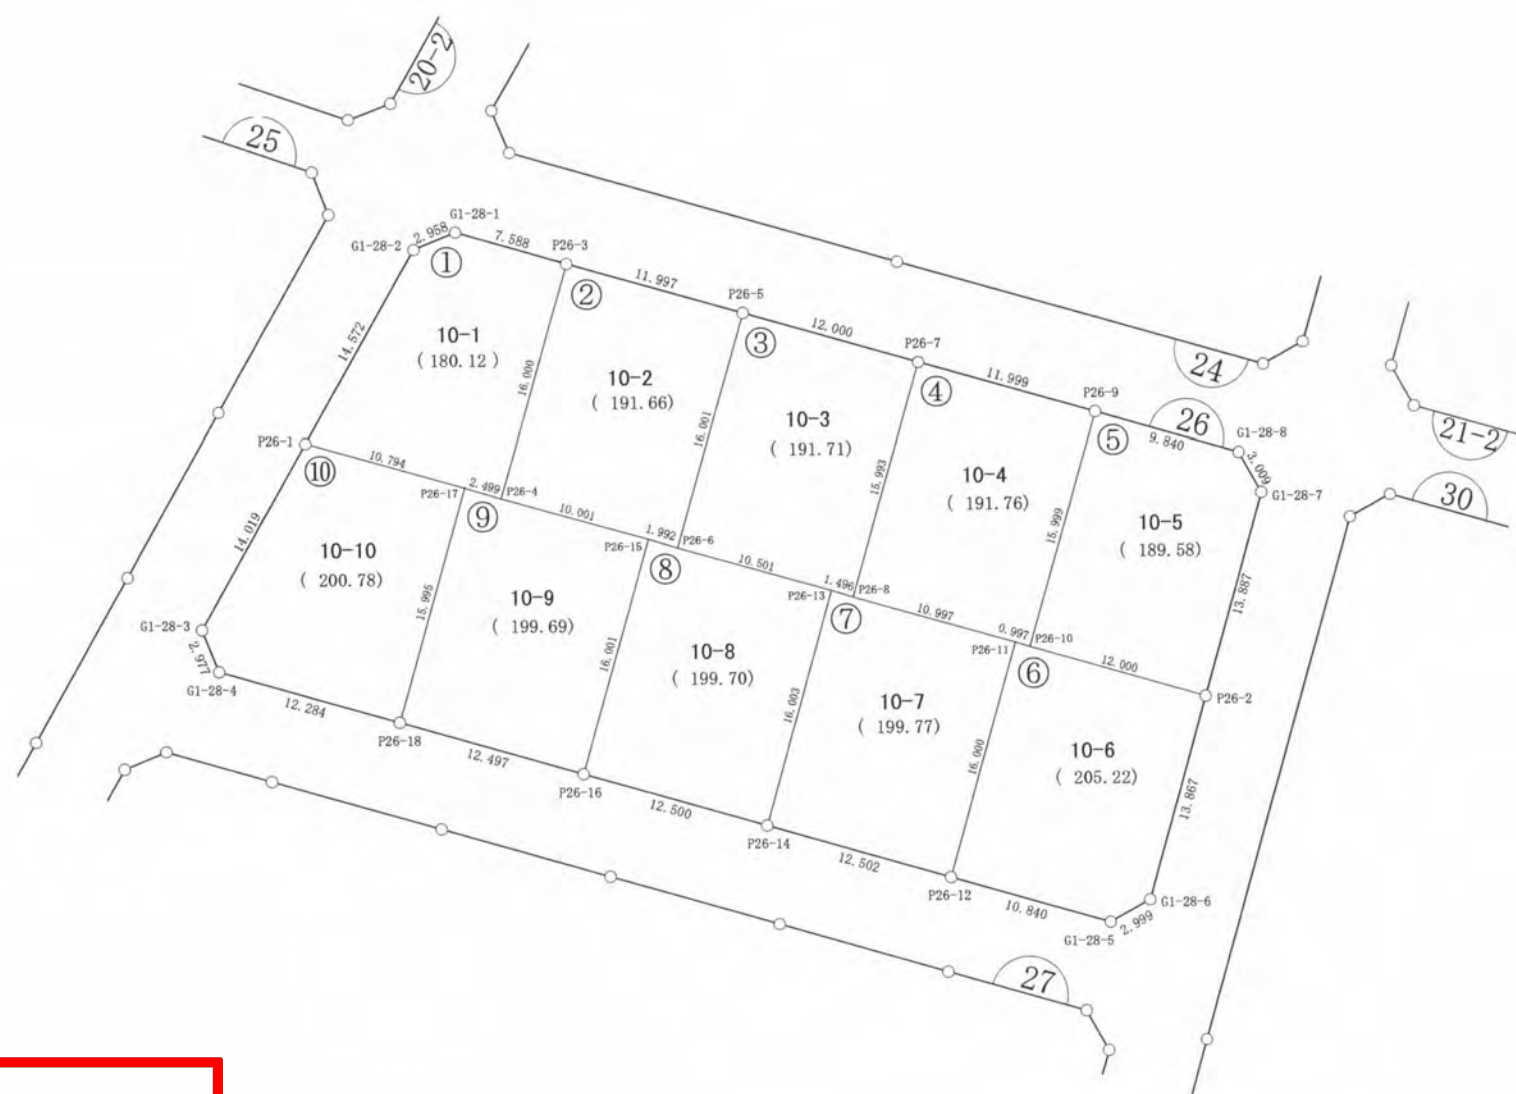 20-2
25
G1-28-1
2.958
7.588
G1-28-2
P26-3
①
②
11.997
P26-5
③
12.000
P26-7
④
11.999
P26-9
⑤
24
26
9.840
G1-28-8
3.009
G1-28-7
21-2
30
14.572
10-1
( 180.12 )
16.000
10-2
( 191.66)
16.001
10-3
( 191.71)
15.993
10-4
( 191.76)
15.999
10-5
( 189.58)
13.887
P26-1
⑩
10.794
P26-17
2.499
P26-4
⑨
10.001
P26-15
1.992
P26-6
⑧
10.501
P26-13
1.496
P26-8
⑦
10.997
P26-11
0.997
P26-10
⑥
12.000
P26-2
14.019
10-10
( 200.78)
15.995
10-9
( 199.69)
16.001
10-8
( 199.70)
16.003
10-7
( 199.77)
16.000
10-6
( 205.22)
13.867
G1-28-3
2.977
G1-28-4
12.284
P26-18
12.497
P26-16
12.500
P26-14
12.502
P26-12
10.840
G1-28-5
2.999
G1-28-6
27